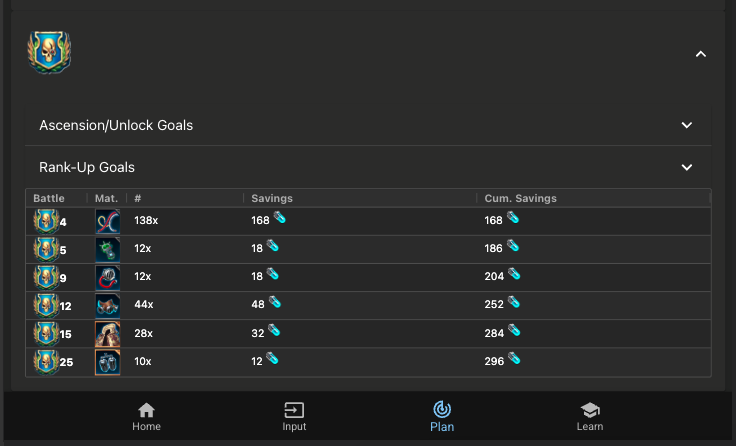 Ascension/Unlock Goals
Rank-Up Goals
Battle Mat. # Savings Cum. Savings
4 138x 168 168
5 12x 18 186
9 12x 18 204
12 44x 48 252
15 28x 32 284
25 10x 12 296
Home Input Plan Learn